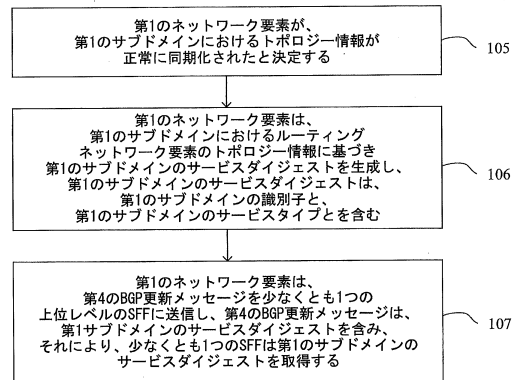 第1のネットワーク要素が、
第1のサブドメインにおけるトポロジー情報が
正常に同期化されたと決定する
105
第1のネットワーク要素は、
第1のサブドメインにおけるルーティング
ネットワーク要素のトポロジー情報に基づき
第1のサブドメインのサービスダイジェストを生成し、
第1のサブドメインのサービスダイジェストは、
第1のサブドメインの識別子と、
第1のサブドメインのサービスタイプとを含む
106
第1のネットワーク要素は、
第4のBGP更新メッセージを少なくとも1つの
上位レベルのSFFに送信し、第4のBGP更新メッセージは、
第1サブドメインのサービスダイジェストを含み、
それにより、少なくとも1つのSFFは第1のサブドメインの
サービスダイジェストを取得する
107